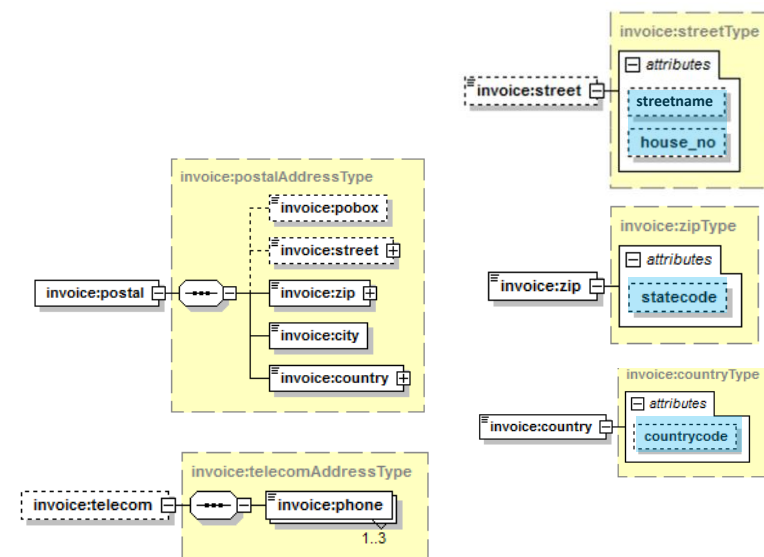 invoice:streetType
attributes
invoice:street
streetname
house_no
invoice:postalAddressType
invoice:pobox
invoice:street
invoice:postal
invoice:zip
invoice:city
invoice:country
invoice:zipType
attributes
invoice:zip
statecode
invoice:countryType
attributes
invoice:country
countrycode
invoice:telecomAddressType
invoice:telecom
invoice:phone
1..3